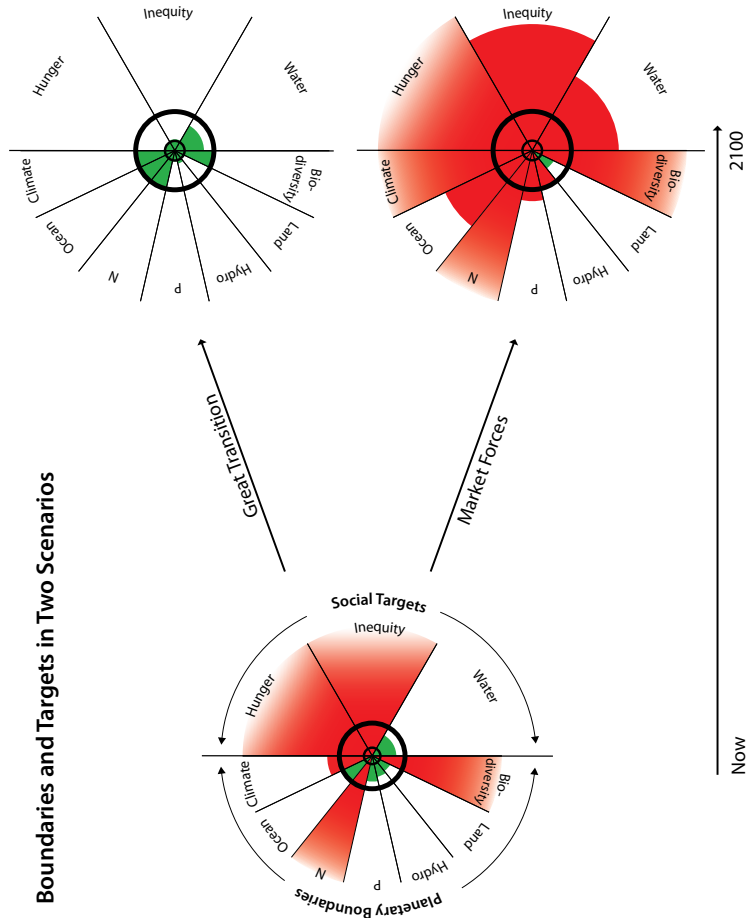 Boundaries and Targets in Two Scenarios
Social Targets
Inequity
Hunger
Water
Climate
Bio-
diversity
Ocean
Land
N
Hydro
P
Planetary Boundaries
Great Transition
Market Forces
Inequity
Hunger
Water
Climate
Bio-
diversity
Ocean
Land
N
Hydro
P
Inequity
Hunger
Water
Climate
Bio-
diversity
Ocean
Land
N
Hydro
P
Now
2100